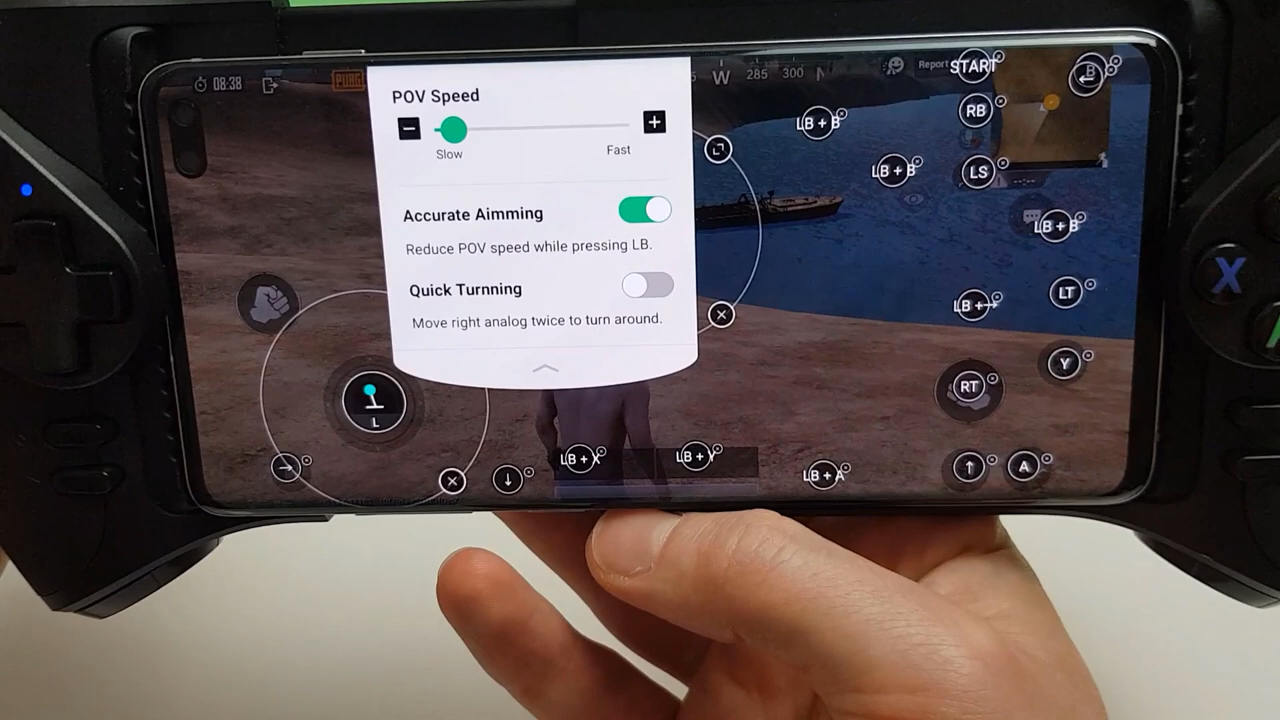 08:38
PUBG
W
285
300
N
Report
START
B
POV Speed
Slow
Fast
LB + B
RB
LB + B
LS
Accurate Aimming
Reduce POV speed while pressing LB.
LB + B
Quick Turnning
Move right analog twice to turn around.
X
LT
LB + →
Y
RT
L
LB + X
LB + Y
LB + A
A